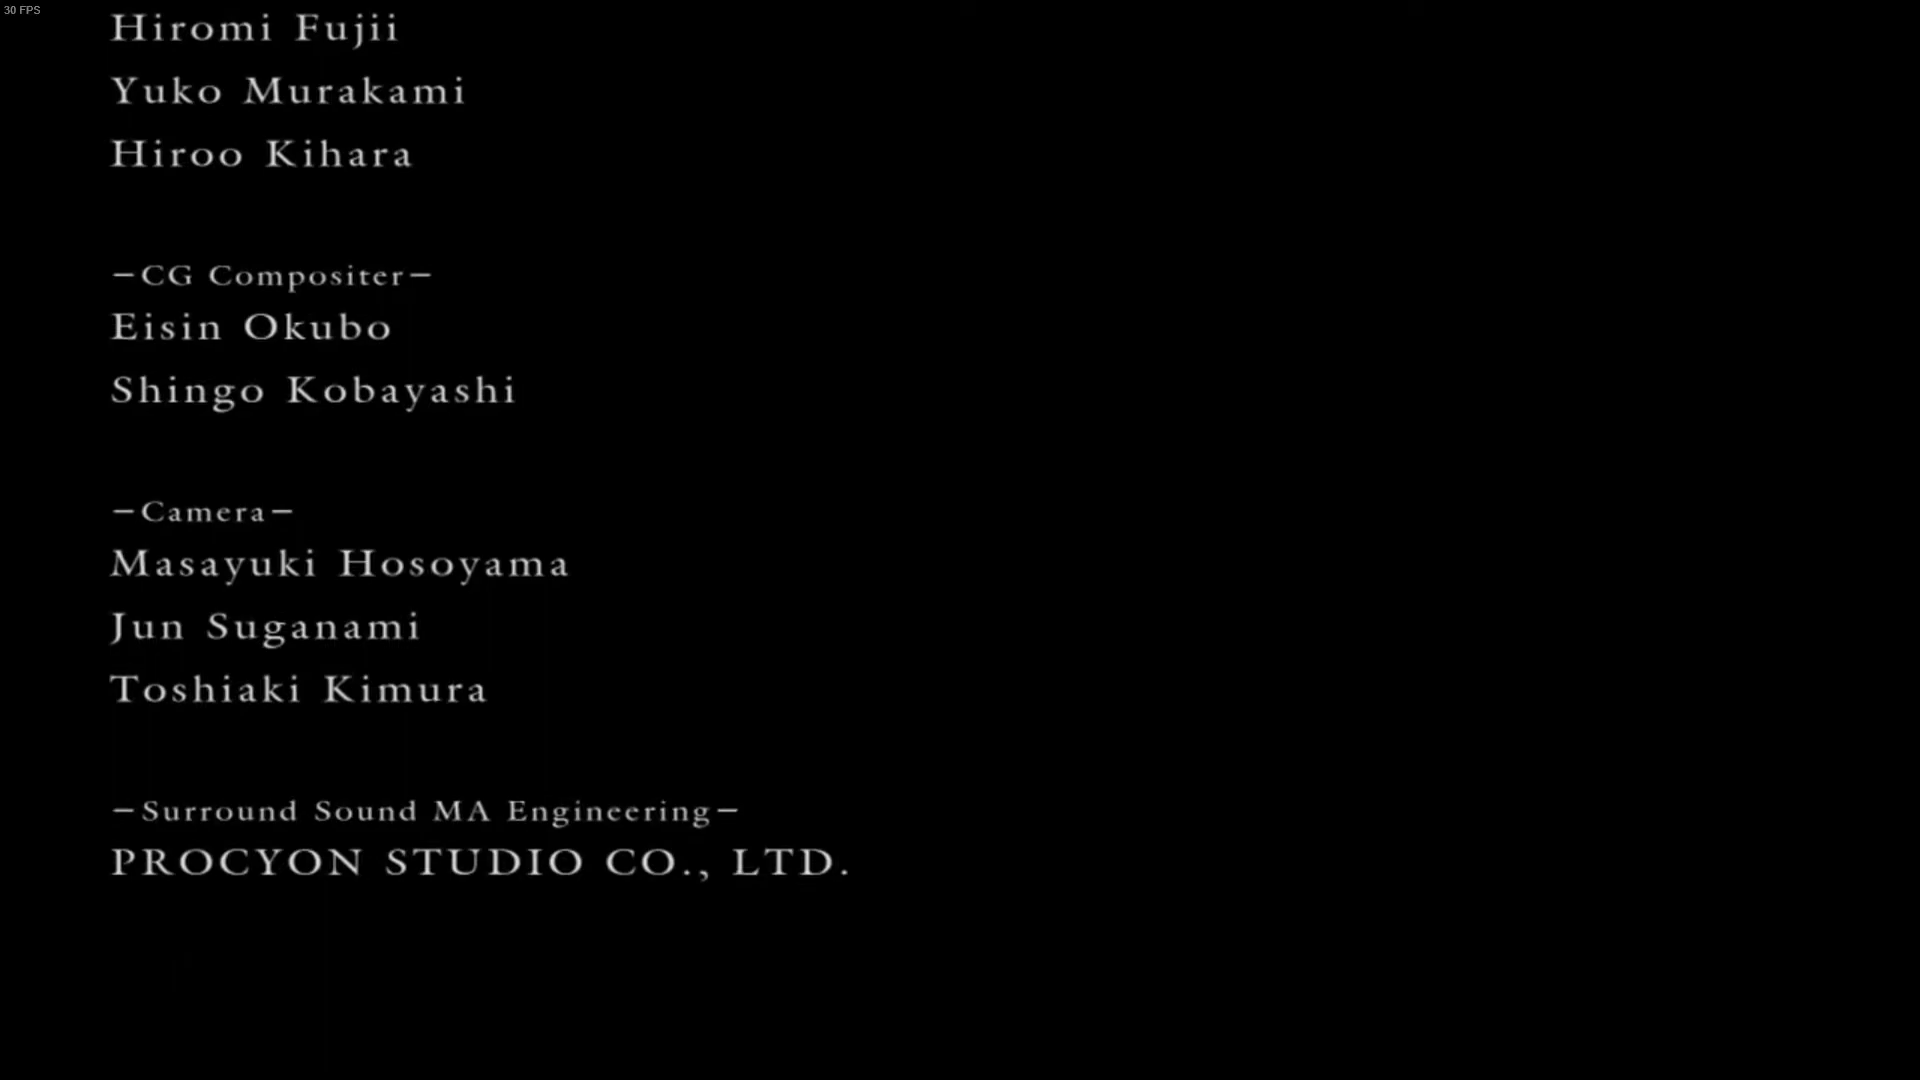 30 FPS
Hiromi Fujii
Yuko Murakami
Hiroo Kihara
−CG Compositer−
Eisin Okubo
Shingo Kobayashi
−Camera−
Masayuki Hosoyama
Jun Suganami
Toshiaki Kimura
−Surround Sound MA Engineering−
PROCYON STUDIO CO., LTD.